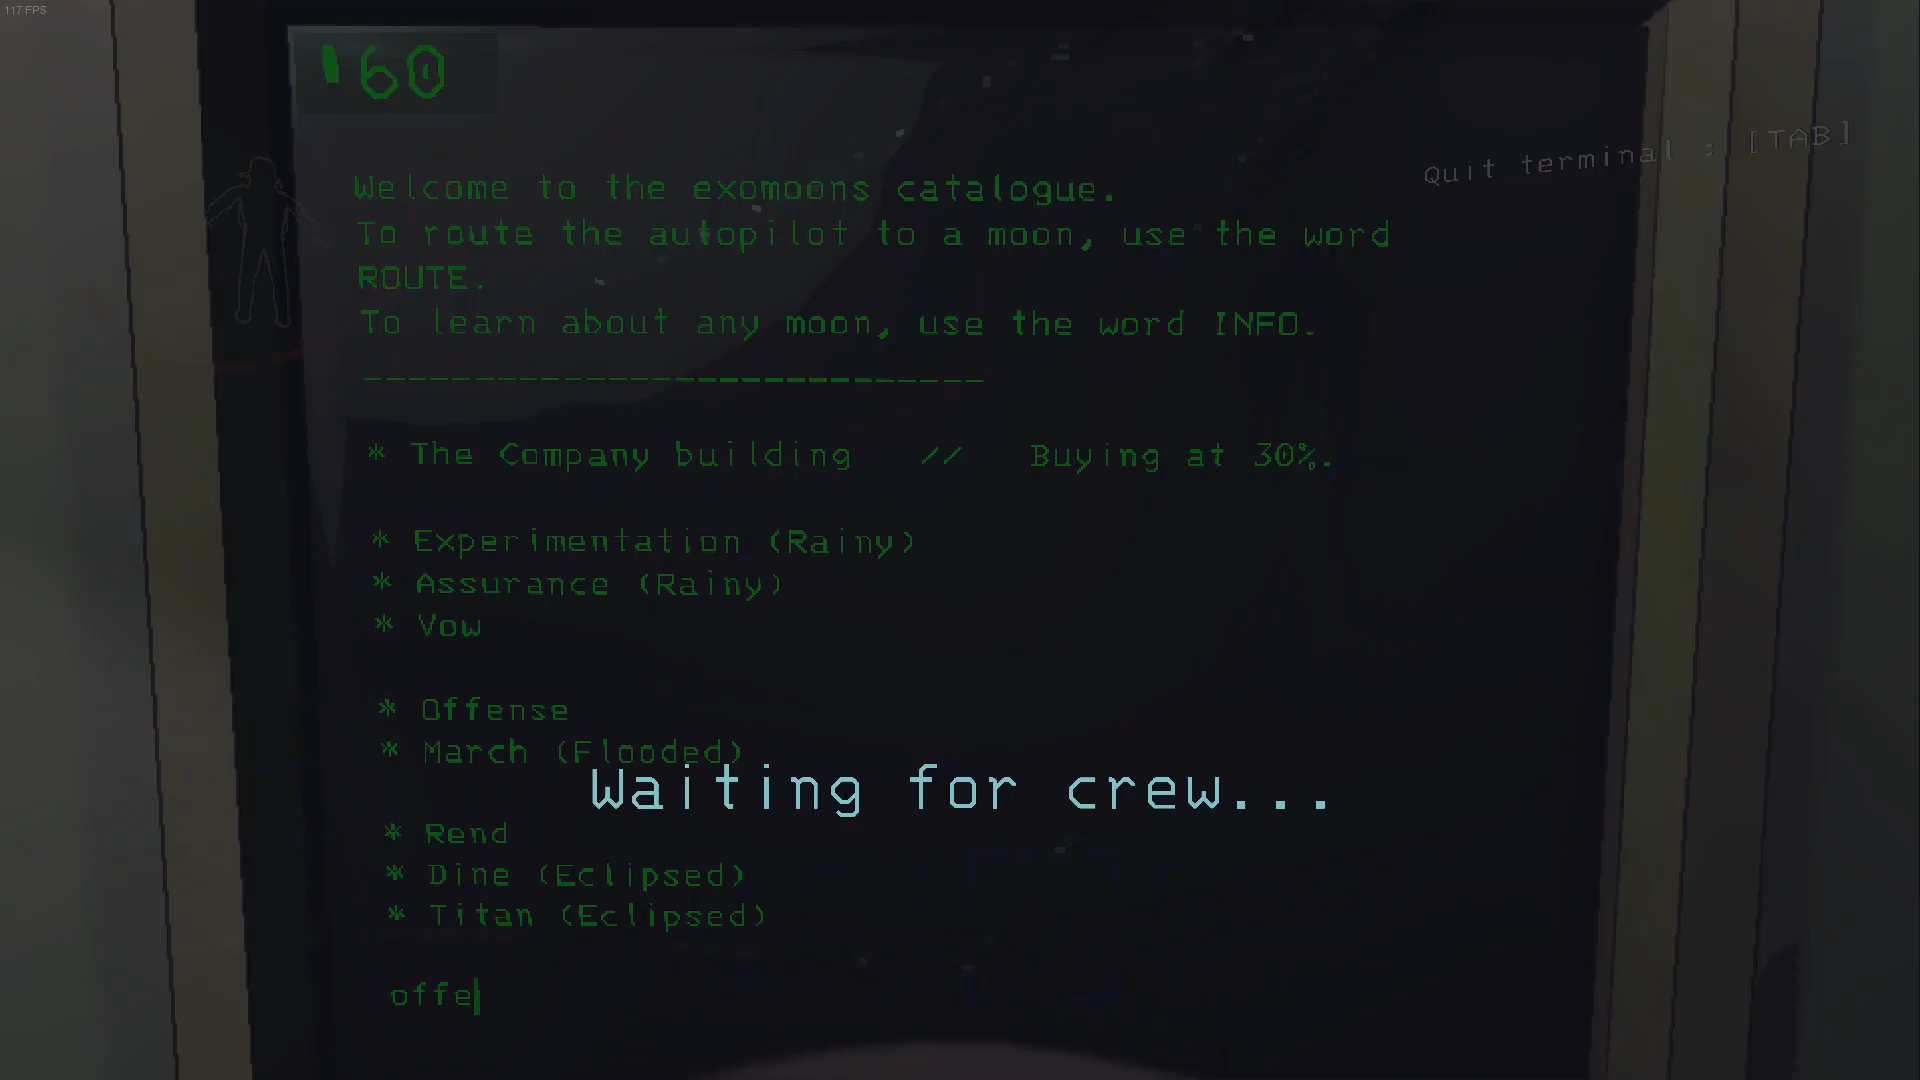 117 FPS
▮60
Quit terminal : [TAB]
Welcome to the exomoons catalogue.
To route the autopilot to a moon, use the word
ROUTE.
To learn about any moon, use the word INFO.
----------------------------
* The Company building // Buying at 30%.
* Experimentation (Rainy)
* Assurance (Rainy)
* Vow
* Offense
* March (Flooded)
Waiting for crew...
* Rend
* Dine (Eclipsed)
* Titan (Eclipsed)
offe